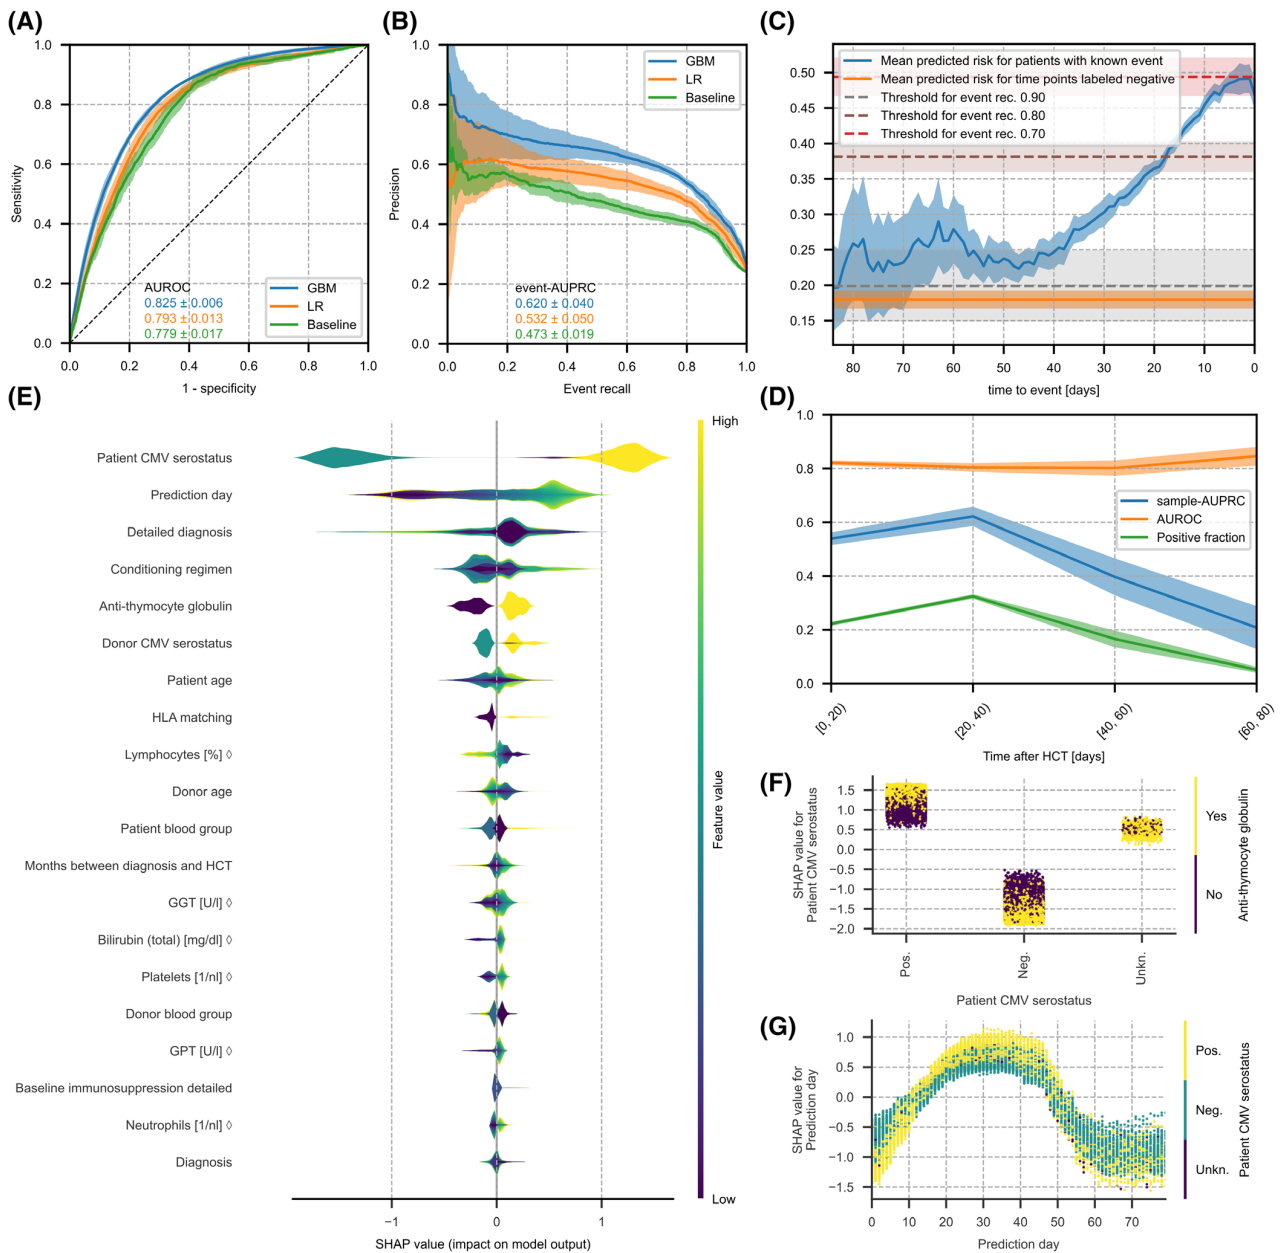 (A)
1.0
0.8
0.6
0.4
0.2
0.0
Sensitivity
AUROC
0.825 ± 0.006
0.793 ± 0.013
0.779 ± 0.017
GBM
LR
Baseline
0.0 0.2 0.4 0.6 0.8 1.0
1 - specificity
(B)
1.0
0.8
0.6
0.4
0.2
0.0
Precision
GBM
LR
Baseline
event-AUPRC
0.620 ± 0.040
0.532 ± 0.050
0.473 ± 0.019
0.0 0.2 0.4 0.6 0.8 1.0
Event recall
(C)
0.50
0.45
0.40
0.35
0.30
0.25
0.20
0.15
Mean predicted risk for patients with known event
Mean predicted risk for time points labeled negative
Threshold for event rec. 0.90
Threshold for event rec. 0.80
Threshold for event rec. 0.70
80 70 60 50 40 30 20 10 0
time to event [days]
(D)
1.0
0.8
0.6
0.4
0.2
0.0
sample-AUPRC
AUROC
Positive fraction
[0, 20) [20, 40) [40, 60) [60, 80)
Time after HCT [days]
(E)
Patient CMV serostatus
Prediction day
Detailed diagnosis
Conditioning regimen
Anti-thymocyte globulin
Donor CMV serostatus
Patient age
HLA matching
Lymphocytes [%] ◊
Donor age
Patient blood group
Months between diagnosis and HCT
GGT [U/l] ◊
Bilirubin (total) [mg/dl] ◊
Platelets [1/nl] ◊
Donor blood group
GPT [U/l] ◊
Baseline immunosuppression detailed
Neutrophils [1/nl] ◊
Diagnosis
−1 0 1
SHAP value (impact on model output)
High
Feature value
Low
(F)
1.5
1.0
0.5
0.0
−0.5
−1.0
−1.5
−2.0
SHAP value for
Patient CMV serostatus
Pos. Neg. Unkn.
Patient CMV serostatus
Yes
No
Anti-thymocyte globulin
(G)
1.0
0.5
0.0
−0.5
−1.0
−1.5
SHAP value for
Prediction day
0 10 20 30 40 50 60 70
Prediction day
Pos.
Neg.
Unkn.
Patient CMV serostatus